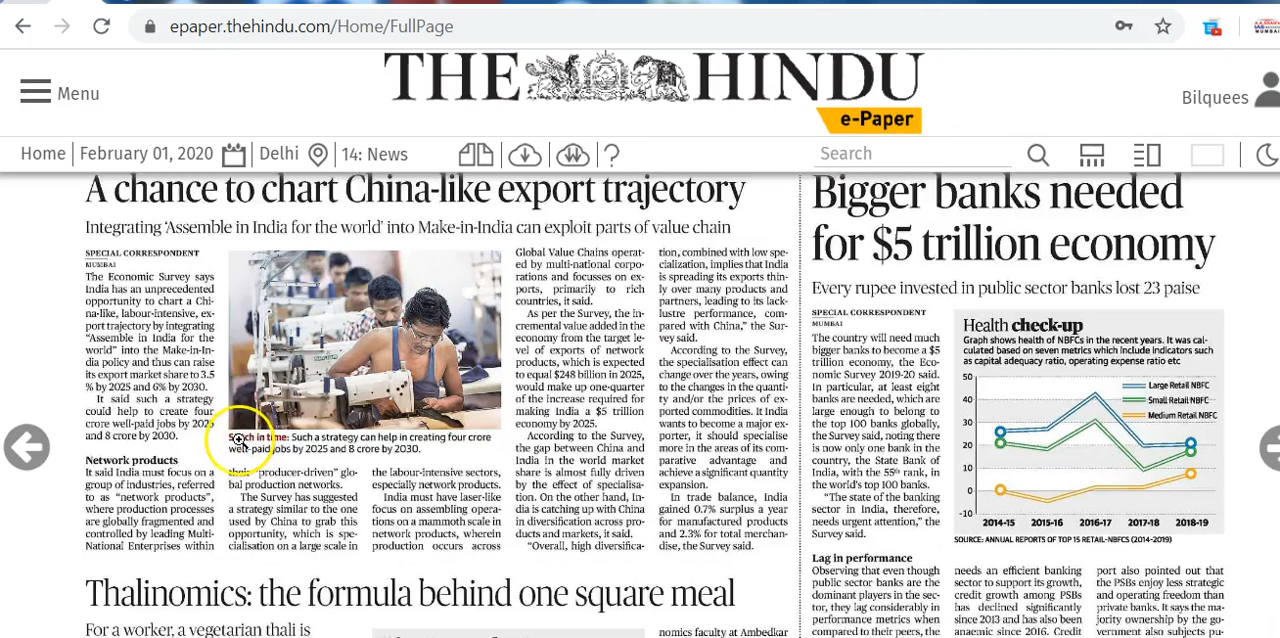 epaper.thehindu.com/Home/FullPage
Menu
THE HINDU
e-Paper
Bilquees
Home
February 01, 2020
Delhi
14: News
?
Search
A chance to chart China-like export trajectory
Integrating ‘Assemble in India for the world’ into Make-in-India can exploit parts of value chain
SPECIAL CORRESPONDENT
MUMBAI
The Economic Survey says
India has an unprecedented
opportunity to chart a Chi-
na-like, labour-intensive, ex-
port trajectory by integrating
“Assemble in India for the
world” into the Make-in-In-
dia policy and thus can raise
its export market share to 3.5
% by 2025 and 6% by 2030.
It said such a strategy
could help to create four
crore well-paid jobs by 2025
and 8 crore by 2030.
Network products
It said India must focus on a
group of industries, referred
to as “network products”,
where production processes
are globally fragmented and
controlled by leading Multi-
National Enterprises within
Stitch in time: Such a strategy can help in creating four crore
well-paid jobs by 2025 and 8 crore by 2030.
their “producer-driven” glo-
bal production networks.
The Survey has suggested
a strategy similar to the one
used by China to grab this
opportunity, which is spe-
cialisation on a large scale in
the labour-intensive sectors,
especially network products.
India must have laser-like
focus on assembling opera-
tions on a mammoth scale in
network products, wherein
production occurs across
Global Value Chains operat-
ed by multi-national corpo-
rations and focusses on ex-
ports, primarily to rich
countries, it said.
As per the Survey, the in-
cremental value added in the
economy from the target le-
vel of exports of network
products, which is expected
to equal $248 billion in 2025,
would make up one-quarter
of the increase required for
making India a $5 trillion
economy by 2025.
According to the Survey,
the gap between China and
India in the world market
share is almost fully driven
by the effect of specialisa-
tion. On the other hand, In-
dia is catching up with China
in diversification across pro-
ducts and markets, it said.
“Overall, high diversifica-
tion, combined with low spe-
cialization, implies that India
is spreading its exports thin-
ly over many products and
partners, leading to its lack-
lustre performance, com-
pared with China,” the Sur-
vey said.
According to the Survey,
the specialisation effect can
change over the years, owing
to the changes in the quanti-
ty and/or the prices of ex-
ported commodities. It India
wants to become a major ex-
porter, it should specialise
more in the areas of its com-
parative advantage and
achieve a significant quantity
expansion.
In trade balance, India
gained 0.7% surplus a year
for manufactured products
and 2.3% for total merchan-
dise, the Survey said.
Thalinomics: the formula behind one square meal
For a worker, a vegetarian thali is
nomics faculty at Ambedkar
Bigger banks needed
for $5 trillion economy
Every rupee invested in public sector banks lost 23 paise
SPECIAL CORRESPONDENT
MUMBAI
The country will need much
bigger banks to become a $5
trillion economy, the Eco-
nomic Survey 2019-20 said.
In particular, at least eight
banks are needed, which are
large enough to belong to
the top 100 banks globally,
the Survey said, noting there
is now only one bank in the
country, the State Bank of
India, with the 55th rank, in
the world’s top 100 banks.
“The state of the banking
sector in India, therefore,
needs urgent attention,” the
Survey said.
Lag in performance
Observing that even though
public sector banks are the
dominant players in the sec-
tor, they lag considerably in
performance metrics when
compared to their peers, the
Health check-up
Graph shows health of NBFCs in the recent years. It was cal-
culated based on seven metrics which include indicators such
as capital adequacy ratio, operating expense ratio etc
50
40
30
20
10
0
-10
Large Retail NBFC
Small Retail NBFC
Medium Retail NBFC
2014-15 2015-16 2016-17 2017-18 2018-19
SOURCE: ANNUAL REPORTS OF TOP 15 RETAIL-NBFCS (2014-2019)
needs an efficient banking
sector to support its growth,
credit growth among PSBs
has declined significantly
since 2013 and has also been
anaemic since 2016. Credit
port also pointed out that
the PSBs enjoy less strategic
and operating freedom than
private banks. It says the ma-
jority ownership by the go-
vernment also subjects pu-